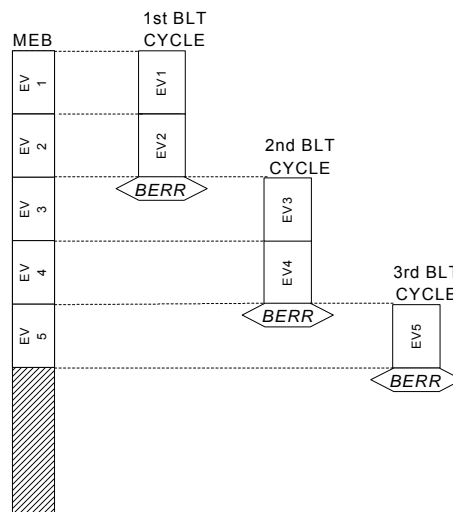 1st BLT
CYCLE
MEB
EV 1
EV1
EV 2
EV2
2nd BLT
CYCLE
BERR
EV 3
EV3
EV 4
EV4
3rd BLT
CYCLE
BERR
EV 5
EV5
BERR